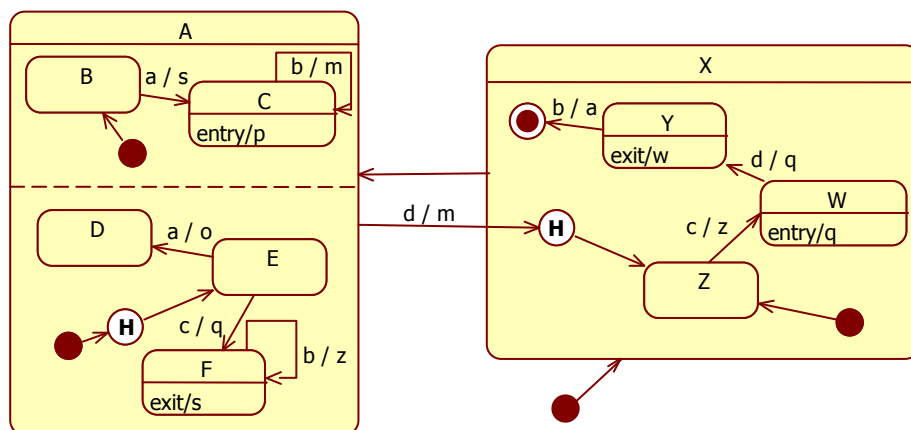 A
B
a / s
b / m
C
entry/p
D
a / o
E
H
c / q
F
exit/s
b / z
d / m
X
b / a
Y
exit/w
d / q
W
entry/q
H
c / z
Z